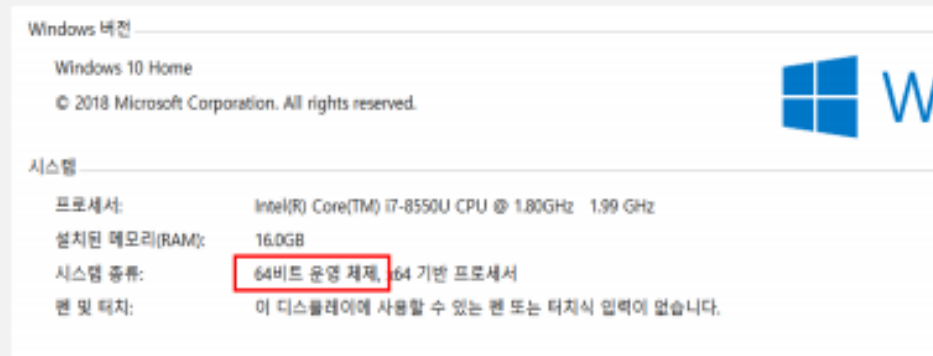 Windows 버전
Windows 10 Home
© 2018 Microsoft Corporation. All rights reserved.
W
시스템
프로세서: Intel(R) Core(TM) i7-8550U CPU @ 1.80GHz 1.99 GHz
설치된 메모리(RAM): 16.0GB
시스템 종류: 64비트 운영 체제, x64 기반 프로세서
펜 및 터치: 이 디스플레이에 사용할 수 있는 펜 또는 터치식 입력이 없습니다.